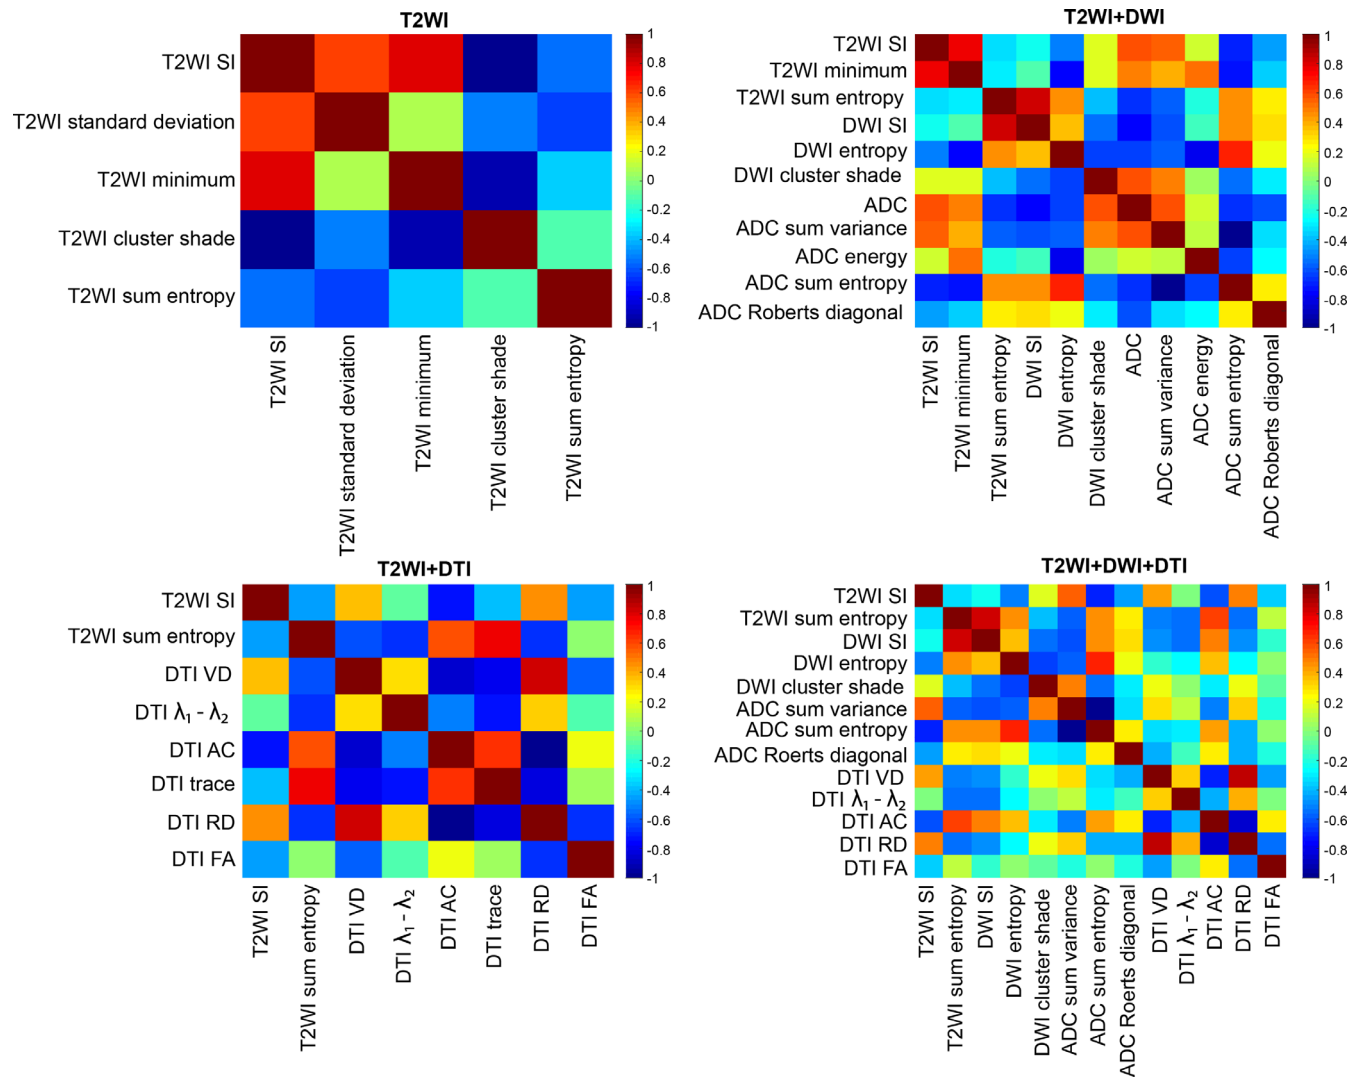 T2WI
T2WI SI
T2WI standard deviation
T2WI minimum
T2WI cluster shade
T2WI sum entropy
1
0.8
0.6
0.4
0.2
0
-0.2
-0.4
-0.6
-0.8
-1
T2WI SI
T2WI standard deviation
T2WI minimum
T2WI cluster shade
T2WI sum entropy
T2WI+DWI
T2WI SI
T2WI minimum
T2WI sum entropy
DWI SI
DWI entropy
DWI cluster shade
ADC
ADC sum variance
ADC energy
ADC sum entropy
ADC Roberts diagonal
1
0.8
0.6
0.4
0.2
0
-0.2
-0.4
-0.6
-0.8
-1
T2WI SI
T2WI minimum
T2WI sum entropy
DWI SI
DWI entropy
DWI cluster shade
ADC
ADC sum variance
ADC energy
ADC sum entropy
ADC Roberts diagonal
T2WI+DTI
T2WI SI
T2WI sum entropy
DTI VD
DTI λ₁ - λ₂
DTI AC
DTI trace
DTI RD
DTI FA
1
0.8
0.6
0.4
0.2
0
-0.2
-0.4
-0.6
-0.8
-1
T2WI SI
T2WI sum entropy
DTI VD
DTI λ₁ - λ₂
DTI AC
DTI trace
DTI RD
DTI FA
T2WI+DWI+DTI
T2WI SI
T2WI sum entropy
DWI SI
DWI entropy
DWI cluster shade
ADC sum variance
ADC sum entropy
ADC Roerts diagonal
DTI VD
DTI λ₁ - λ₂
DTI AC
DTI RD
DTI FA
1
0.8
0.6
0.4
0.2
0
-0.2
-0.4
-0.6
-0.8
-1
T2WI SI
T2WI sum entropy
DWI SI
DWI entropy
DWI cluster shade
ADC sum variance
ADC sum entropy
ADC Roerts diagonal
DTI VD
DTI λ₁ - λ₂
DTI AC
DTI RD
DTI FA